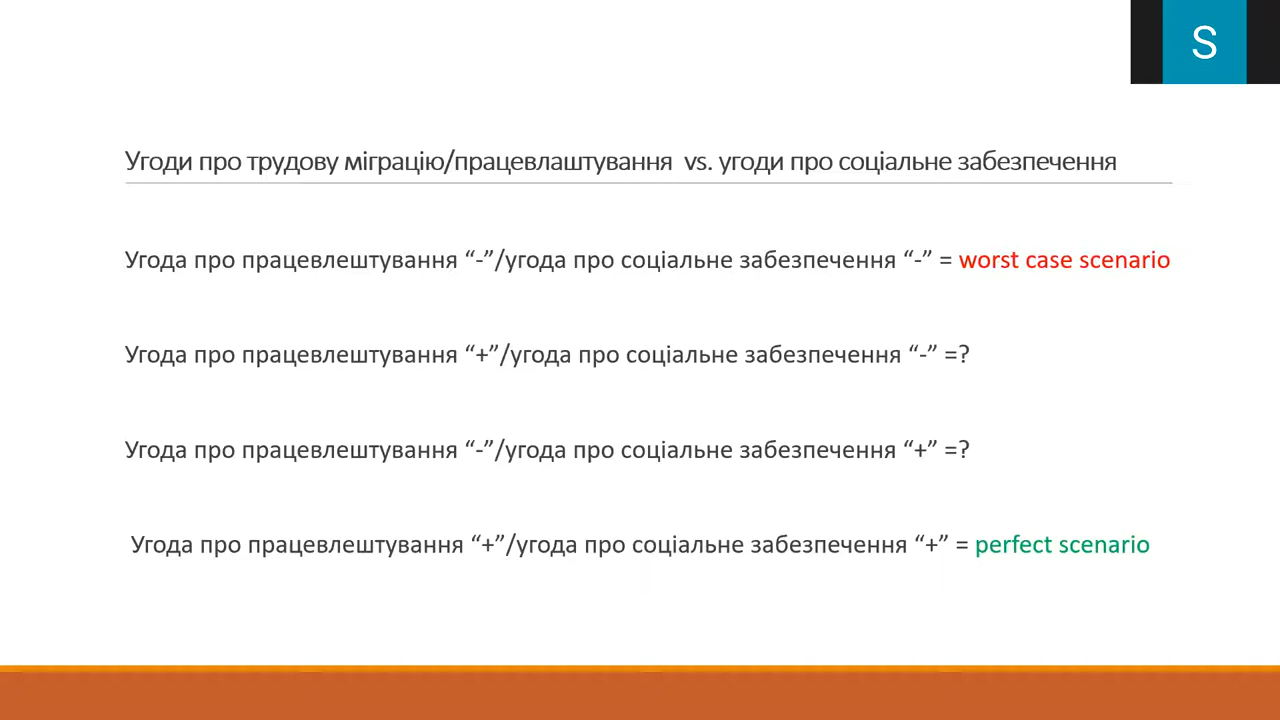 S
Угоди про трудову міграцію/працевлаштування vs. угоди про соціальне забезпечення
Угода про працевлештування “-”/угода про соціальне забезпечення “-” = worst case scenario
Угода про працевлештування “+”/угода про соціальне забезпечення “-” =?
Угода про працевлештування “-”/угода про соціальне забезпечення “+” =?
Угода про працевлештування “+”/угода про соціальне забезпечення “+” = perfect scenario